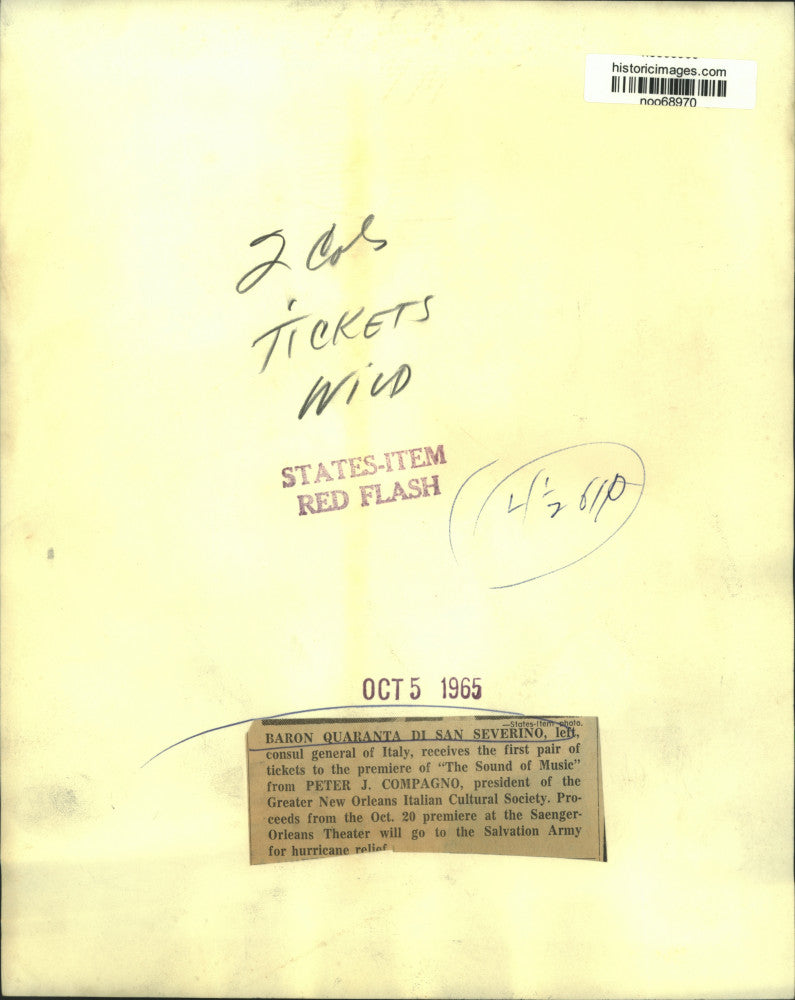 historicimages.com
noo68970
2 Cols
TICKETS
WILD
STATES-ITEM
RED FLASH
OCT 5 1965
—States-Item photo.
BARON QUARANTA DI SAN SEVERINO, left,
consul general of Italy, receives the first pair of
tickets to the premiere of “The Sound of Music”
from PETER J. COMPAGNO, president of the
Greater New Orleans Italian Cultural Society. Pro-
ceeds from the Oct. 20 premiere at the Saenger-
Orleans Theater will go to the Salvation Army
for hurricane relief